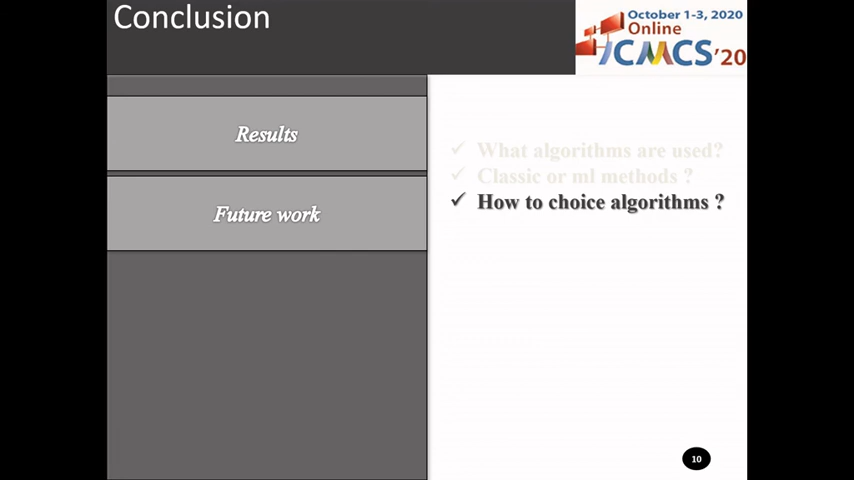 Conclusion
October 1-3, 2020
Online
ICMCS'20
Results
Future work
✓ What algorithms are used?
✓ Classic or ml methods ?
✓ How to choice algorithms ?
10